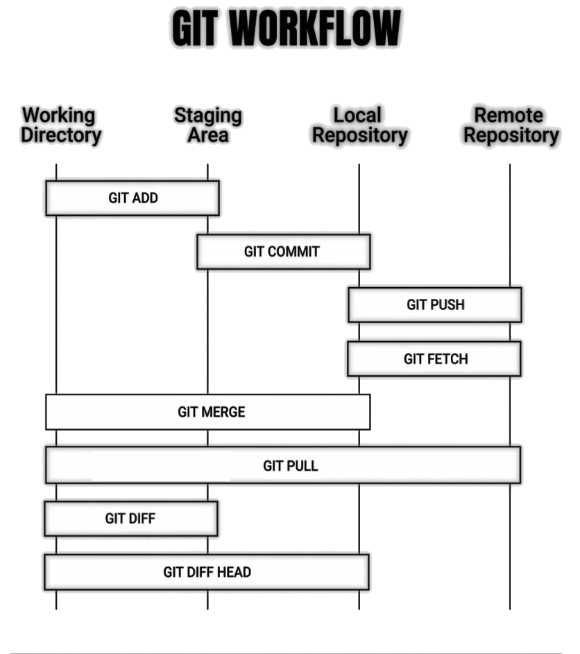 GIT WORKFLOW
Working Directory
Staging Area
Local Repository
Remote Repository
GIT ADD
GIT COMMIT
GIT PUSH
GIT FETCH
GIT MERGE
GIT PULL
GIT DIFF
GIT DIFF HEAD